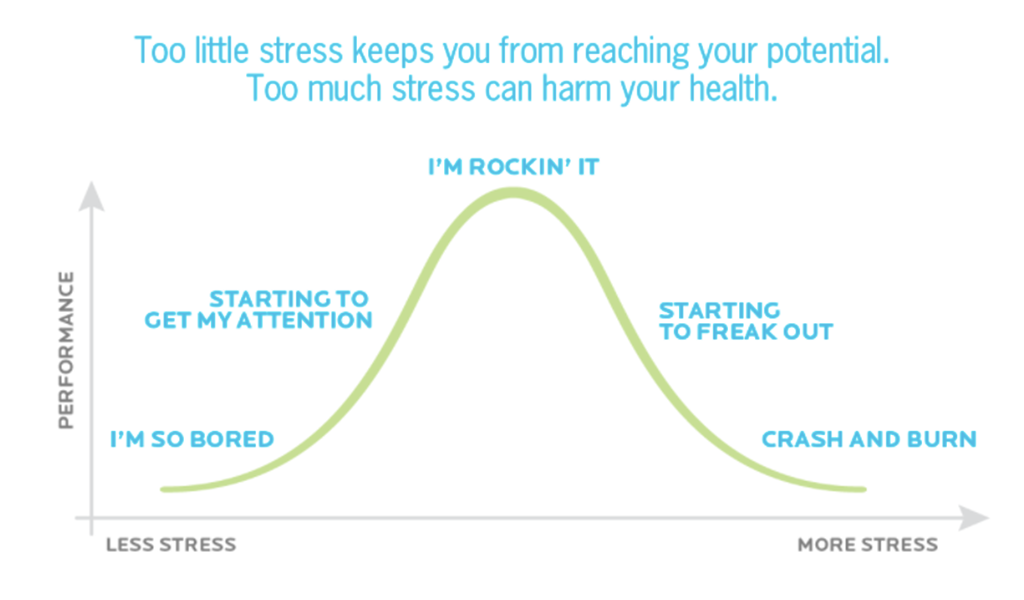 Too little stress keeps you from reaching your potential.
Too much stress can harm your health.
I'M ROCKIN' IT
STARTING TO
GET MY ATTENTION
STARTING
TO FREAK OUT
PERFORMANCE
I'M SO BORED
CRASH AND BURN
LESS STRESS
MORE STRESS